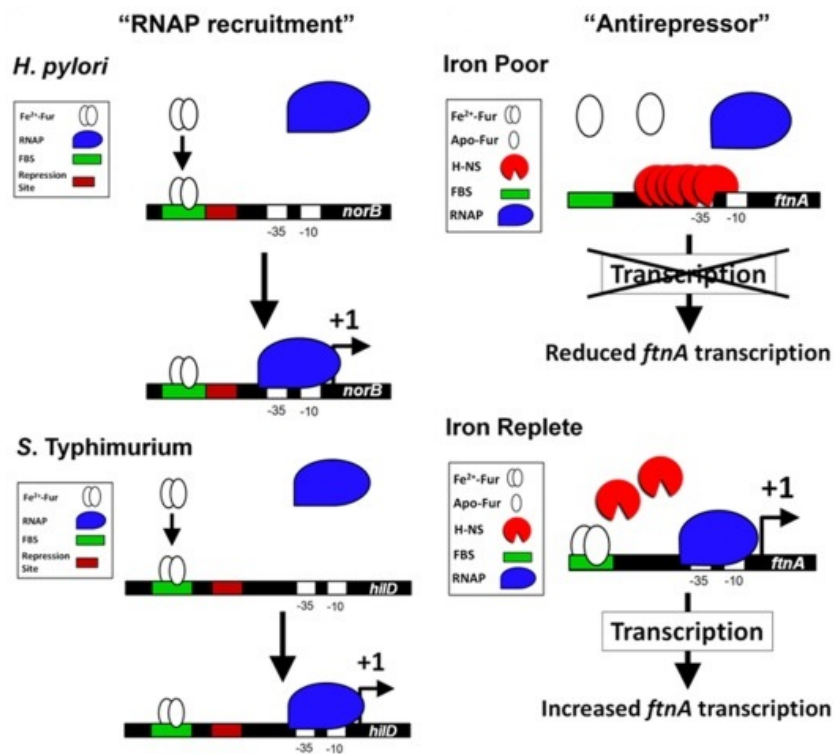 "RNAP recruitment"
H. pylori
Fe²⁺-Fur
RNAP
FBS
Repression
Site
norB
-35 -10
+1
norB
-35 -10
S. Typhimurium
Fe²⁺-Fur
RNAP
FBS
Repression
Site
hilD
-35 -10
+1
hilD
-35 -10
"Antirepressor"
Iron Poor
Fe²⁺-Fur
Apo-Fur
H-NS
FBS
RNAP
ftnA
-35 -10
Transcription
Reduced ftnA transcription
Iron Replete
Fe²⁺-Fur
Apo-Fur
H-NS
FBS
RNAP
+1
ftnA
-35 -10
Transcription
Increased ftnA transcription